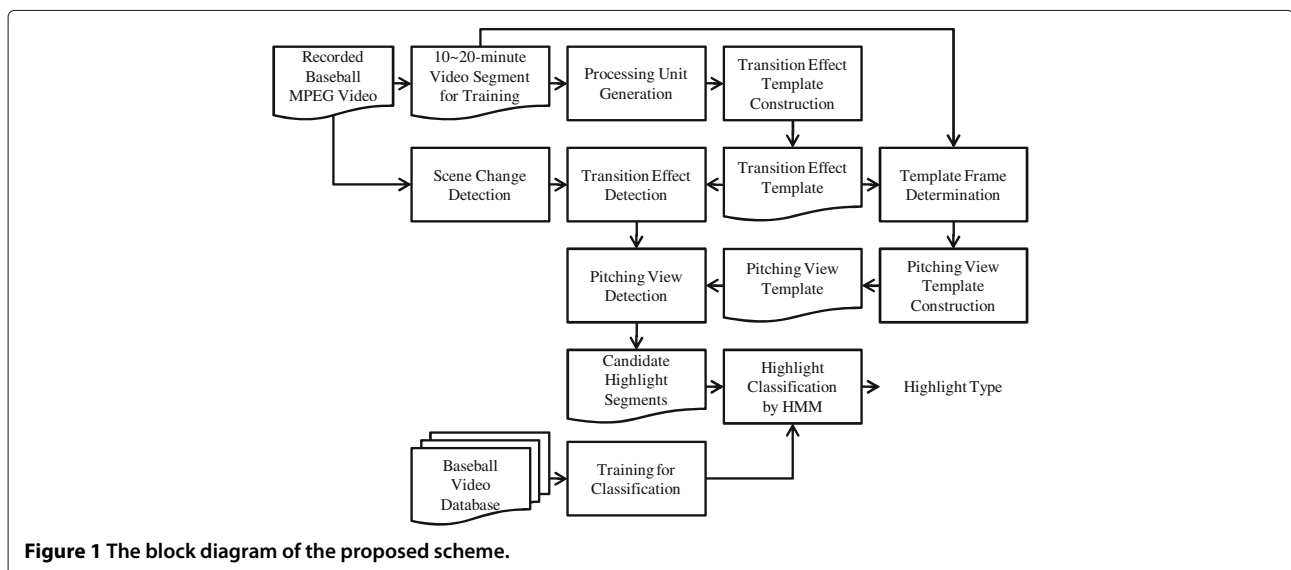 Recorded
Baseball
MPEG Video
10~20-minute
Video Segment
for Training
Processing Unit
Generation
Transition Effect
Template
Construction
Scene Change
Detection
Transition Effect
Detection
Transition Effect
Template
Template Frame
Determination
Pitching View
Detection
Pitching View
Template
Pitching View
Template
Construction
Candidate
Highlight
Segments
Highlight
Classification
by HMM
Highlight Type
Baseball
Video
Database
Training for
Classification
Figure 1 The block diagram of the proposed scheme.